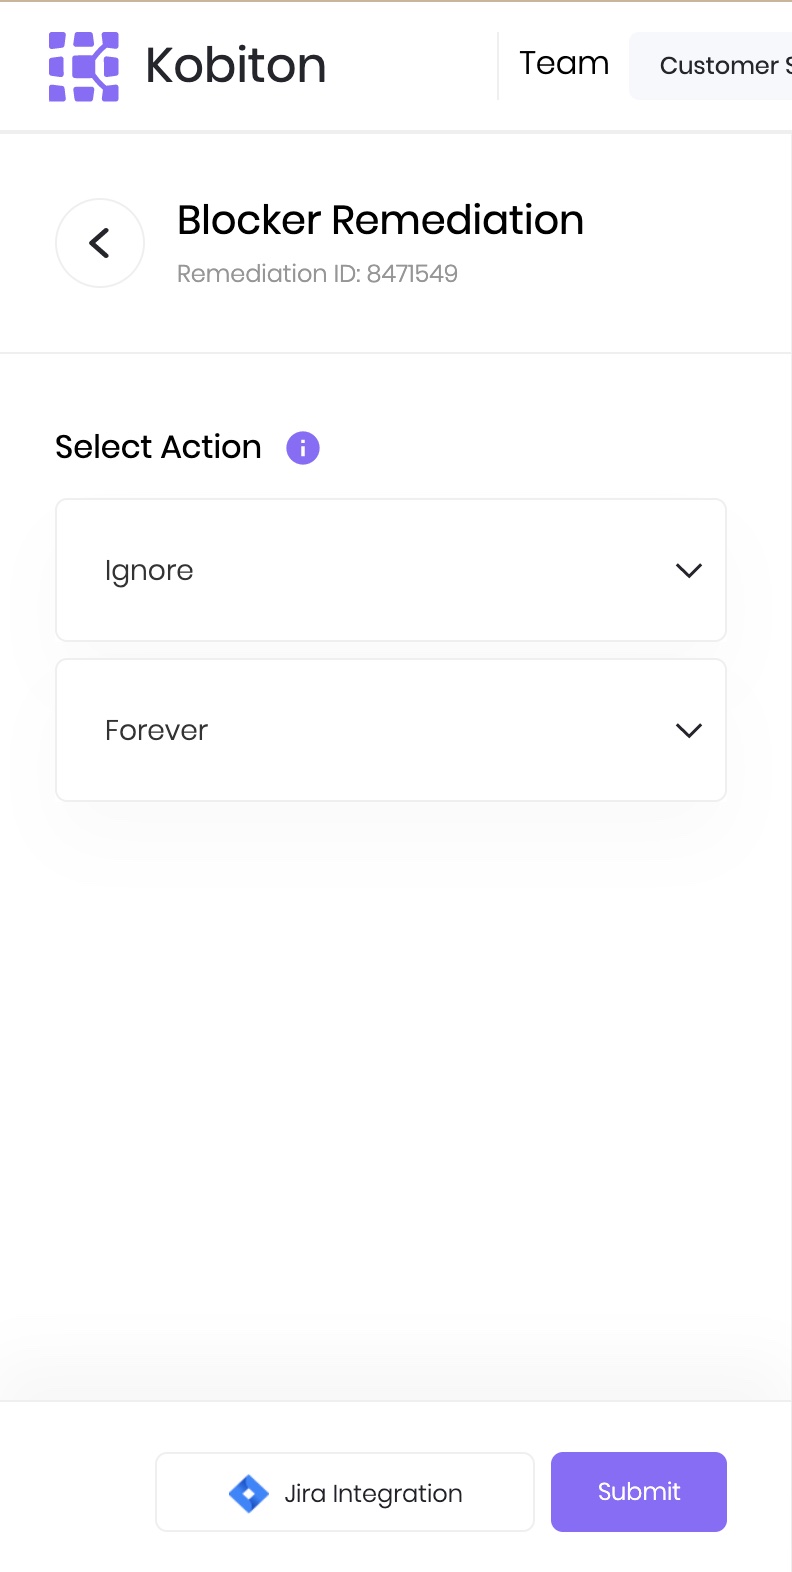 Kobiton
Team
Customer S
Blocker Remediation
Remediation ID: 8471549
Select Action
Ignore
Forever
Jira Integration
Submit